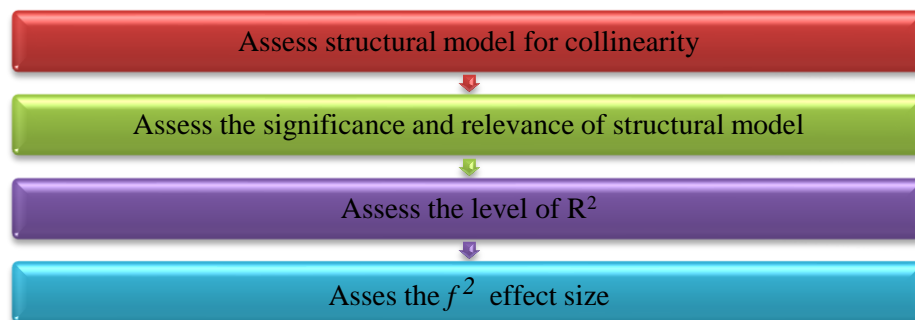 Assess structural model for collinearity
Assess the significance and relevance of structural model
Assess the level of R²
Asses the f² effect size